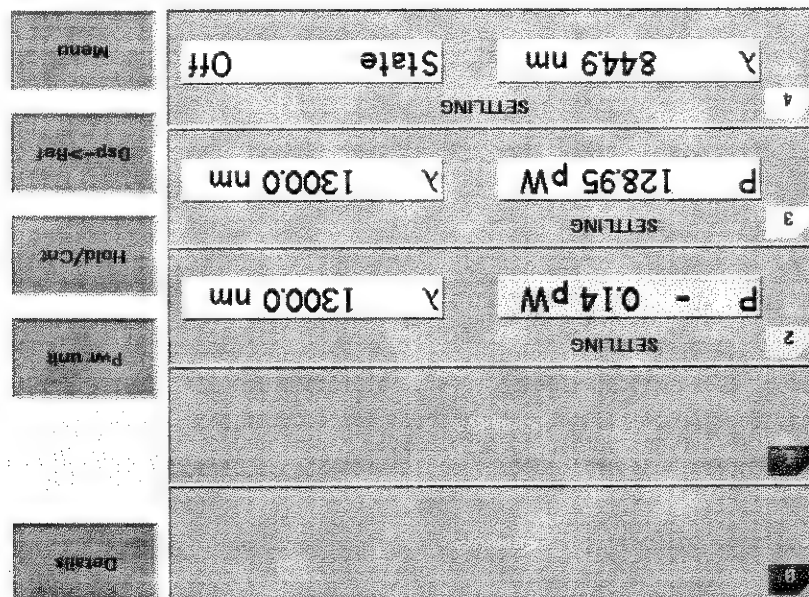 0
Details
2
SETTLING
P - 0.14 pW
λ 1300.0 nm
3
SETTLING
P 128.95 pW
λ 1300.0 nm
4
SETTLING
λ 844.9 nm
State Off
Pwr unit
Hold/Cnt
Dsp->Ref
Menu